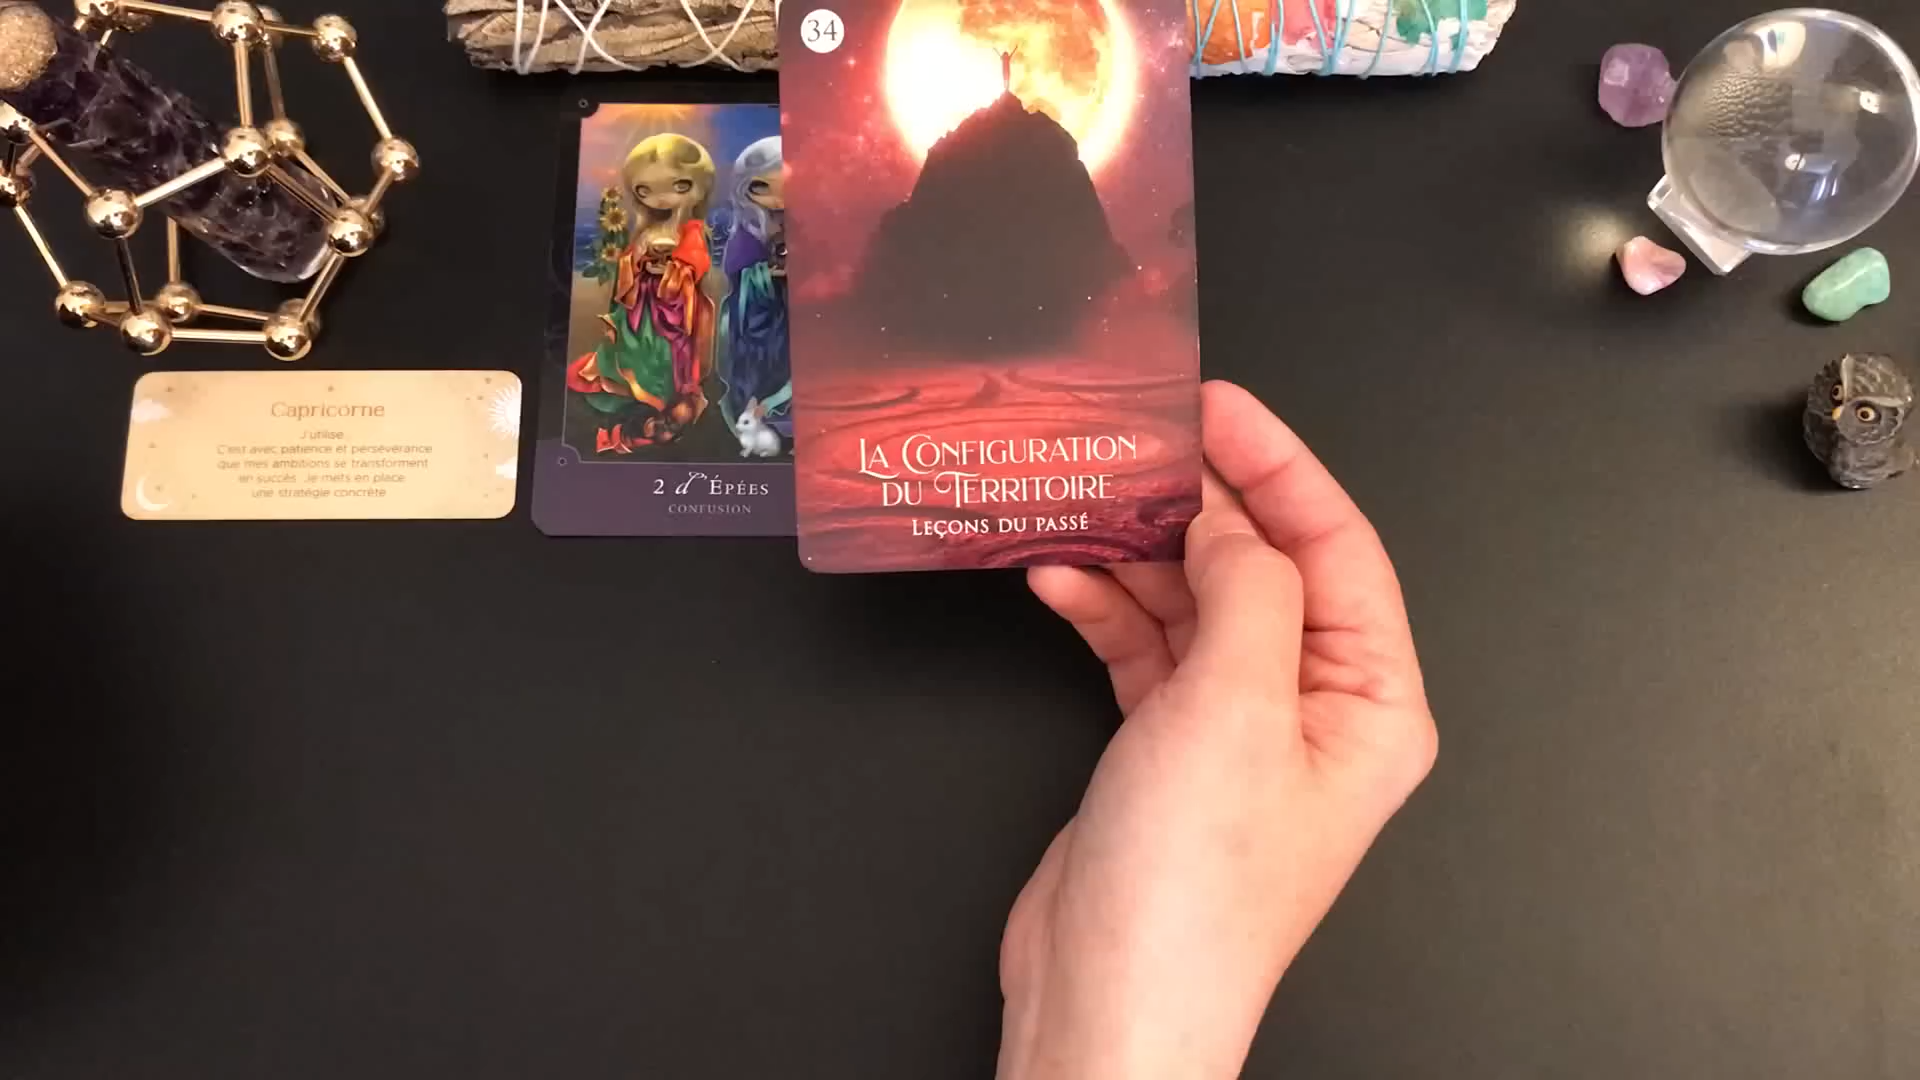 34
LA CONFIGURATION
DU TERRITOIRE
LEÇONS DU PASSÉ
Capricorne
J'utilise
C'est avec patience et persévérance
que mes ambitions se transforment
en succès. Je mets en place
une stratégie concrète
2 d'ÉPÉES
CONFUSION